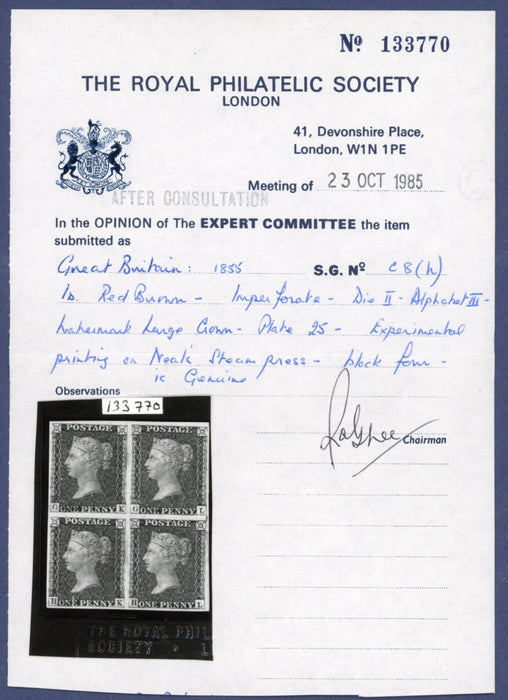 Nº 133770
THE ROYAL PHILATELIC SOCIETY
LONDON
41, Devonshire Place,
London, W1N 1PE
Meeting of 23 OCT 1985
AFTER CONSULTATION
In the OPINION of The EXPERT COMMITTEE the item
submitted as
Great Britain: 1855 S.G. Nº C8(h)
1d Red Brown - Imperforate - Die II - Alphabet III -
Watermark Large Crown - Plate 25 - Experimental
printing on Neale's Steam press - block four -
is Genuine
Observations
Chairman
133770
POSTAGE POSTAGE
G ONE PENNY K G ONE PENNY L
POSTAGE POSTAGE
H ONE PENNY K H ONE PENNY L
THE ROYAL PHIL
SOCIETY • 1